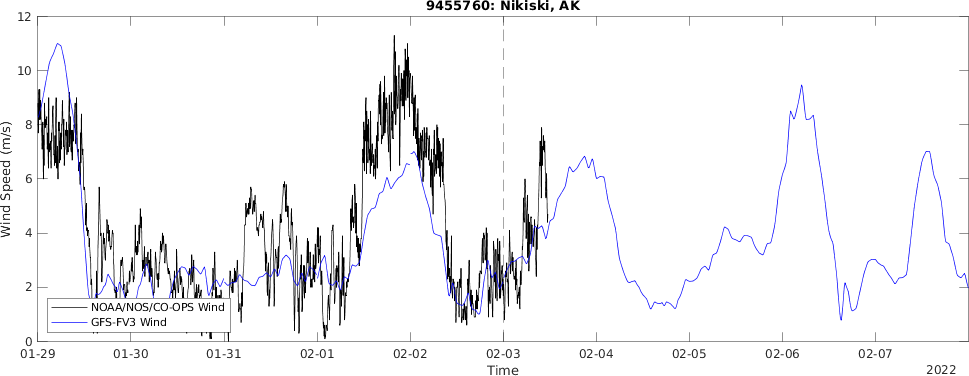 9455760: Nikiski, AK
12
10
8
6
4
2
0
Wind Speed (m/s)
NOAA/NOS/CO-OPS Wind
GFS-FV3 Wind
01-29 01-30 01-31 02-01 02-02 02-03 02-04 02-05 02-06 02-07
Time
2022